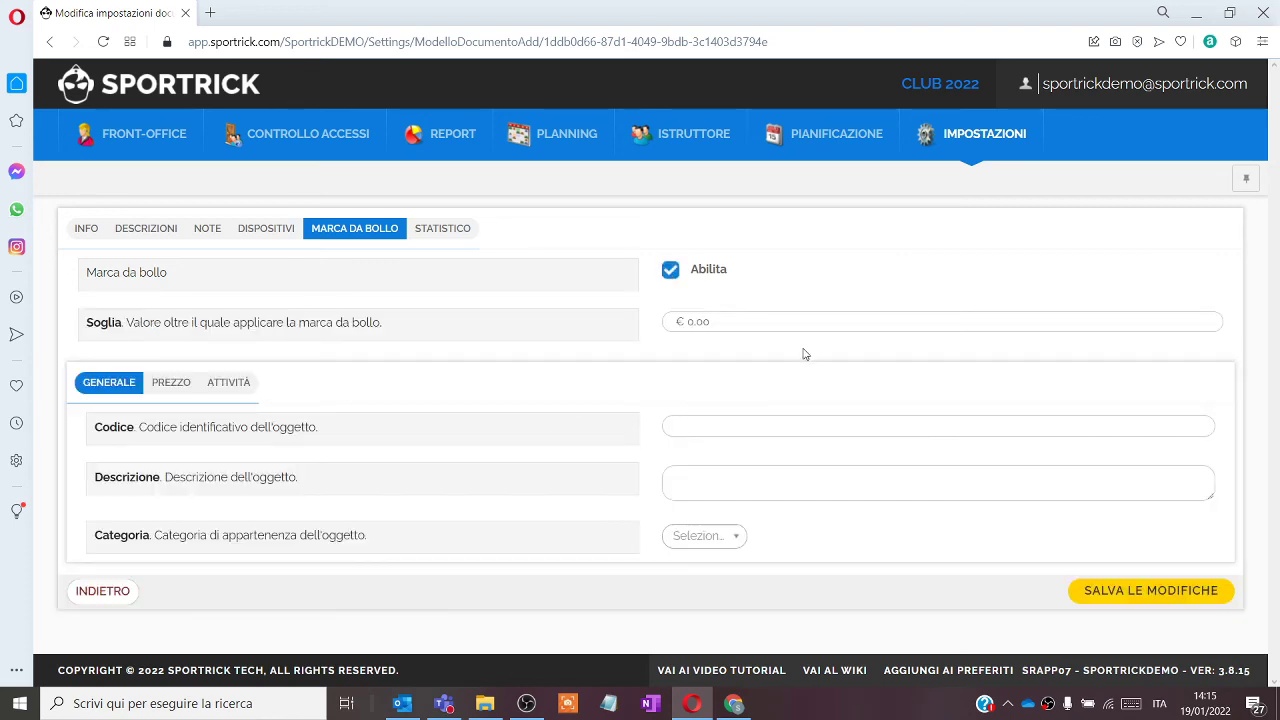 Modifica impostazioni docu
app.sportrick.com/SportrickDEMO/Settings/ModelloDocumentoAdd/1ddb0d66-87d1-4049-9bdb-3c1403d3794e
SPORTRICK
CLUB 2022
sportrickdemo@sportrick.com
FRONT-OFFICE
CONTROLLO ACCESSI
REPORT
PLANNING
ISTRUTTORE
PIANIFICAZIONE
IMPOSTAZIONI
INFO
DESCRIZIONI
NOTE
DISPOSITIVI
MARCA DA BOLLO
STATISTICO
Marca da bollo
Abilita
Soglia. Valore oltre il quale applicare la marca da bollo.
€ 0.00
GENERALE
PREZZO
ATTIVITÀ
Codice. Codice identificativo dell'oggetto.
Descrizione. Descrizione dell'oggetto.
Categoria. Categoria di appartenenza dell'oggetto.
Selezion...
INDIETRO
SALVA LE MODIFICHE
COPYRIGHT © 2022 SPORTRICK TECH, ALL RIGHTS RESERVED.
VAI AI VIDEO TUTORIAL
VAI AL WIKI
AGGIUNGI AI PREFERITI
SRAPP07 - SPORTRICKDEMO - VER: 3.8.15
Scrivi qui per eseguire la ricerca
ITA
14:15
19/01/2022
27